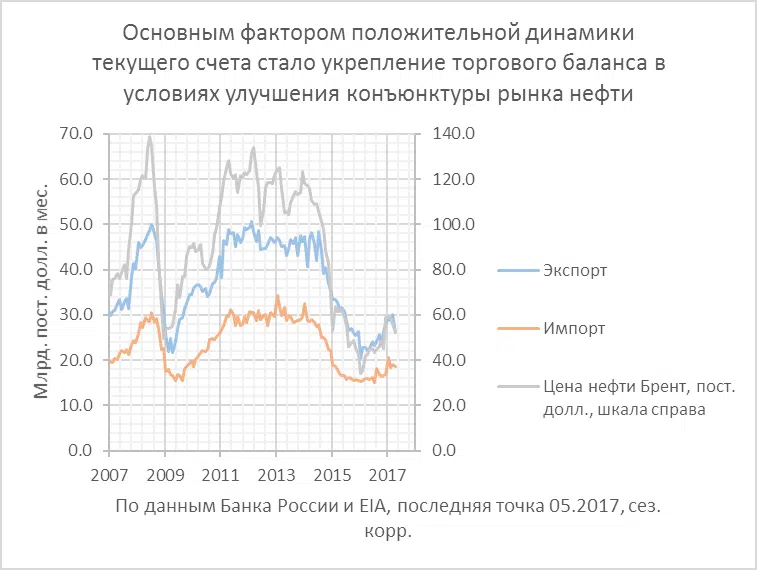 Основным фактором положительной динамики
текущего счета стало укрепление торгового баланса в
условиях улучшения конъюнктуры рынка нефти
Млрд. пост. долл. в мес.
70.0
60.0
50.0
40.0
30.0
20.0
10.0
0.0
140.0
120.0
100.0
80.0
60.0
40.0
20.0
0.0
2007 2009 2011 2013 2015 2017
Экспорт
Импорт
Цена нефти Брент, пост.
долл., шкала справа
По данным Банка России и EIA, последняя точка 05.2017, сез.
корр.